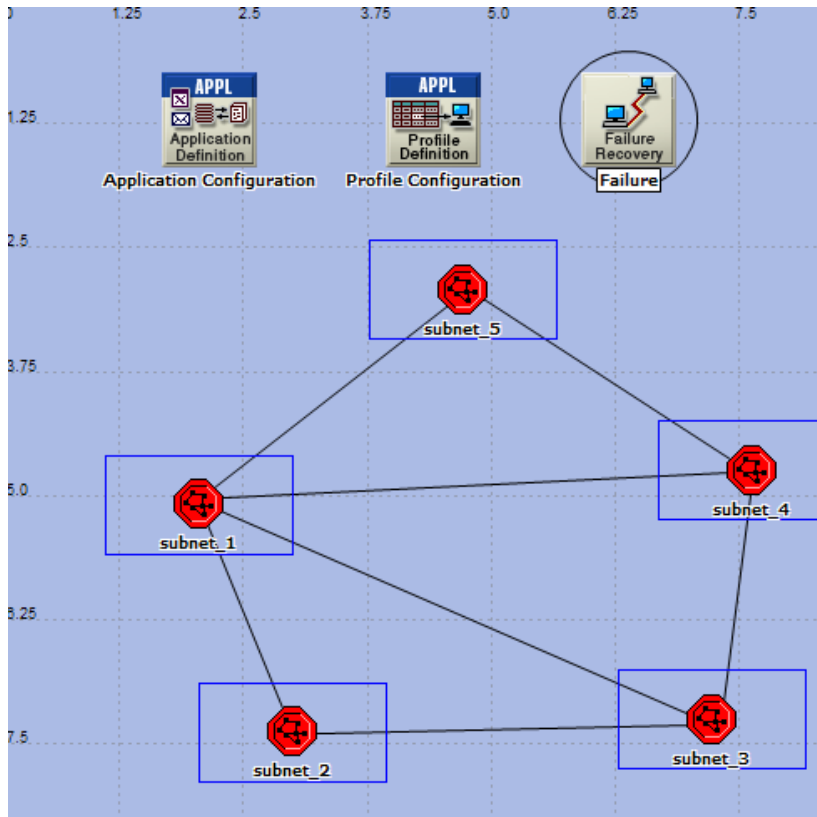 0 1.25 2.5 3.75 5.0 6.25 7.5
APPL APPL
Application Definition Profiile Definition Failure Recovery
Application Configuration Profile Configuration Failure
1.25
2.5
subnet_5
3.75
5.0
subnet_4
subnet_1
6.25
7.5
subnet_3
subnet_2